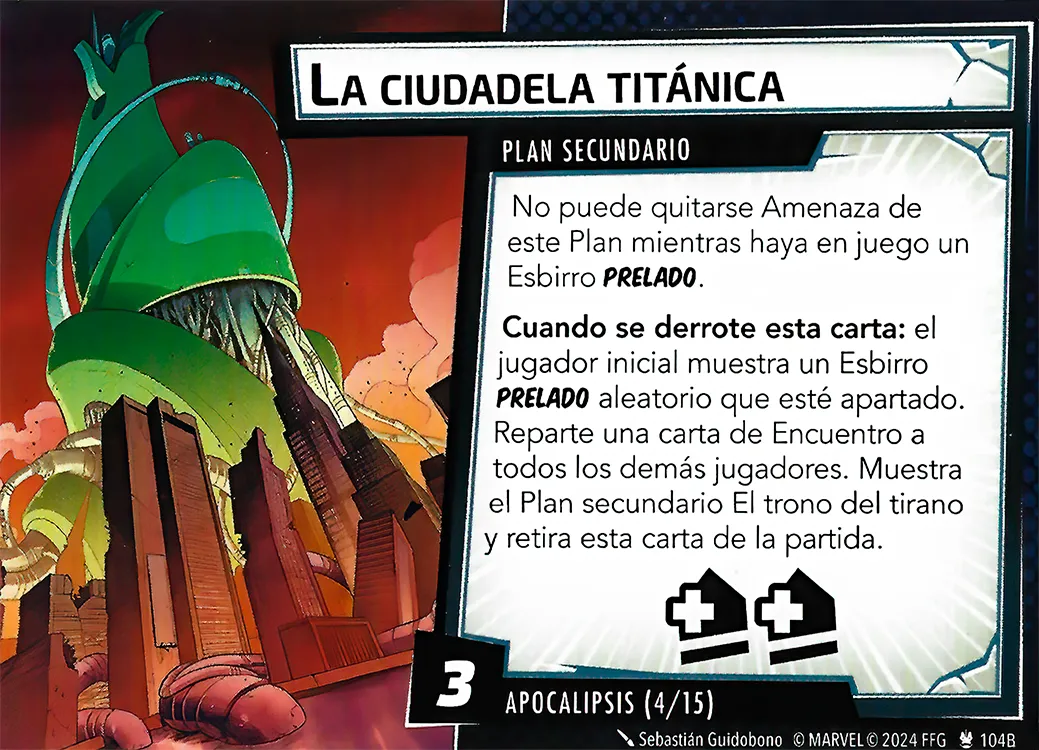 LA CIUDADELA TITÁNICA
PLAN SECUNDARIO
No puede quitarse Amenaza de
este Plan mientras haya en juego un
Esbirro PRELADO.
Cuando se derrote esta carta: el
jugador inicial muestra un Esbirro
PRELADO aleatorio que esté apartado.
Reparte una carta de Encuentro a
todos los demás jugadores. Muestra
el Plan secundario El trono del tirano
y retira esta carta de la partida.
3
APOCALIPSIS (4/15)
Sebastián Guidobono © MARVEL © 2024 FFG 104B